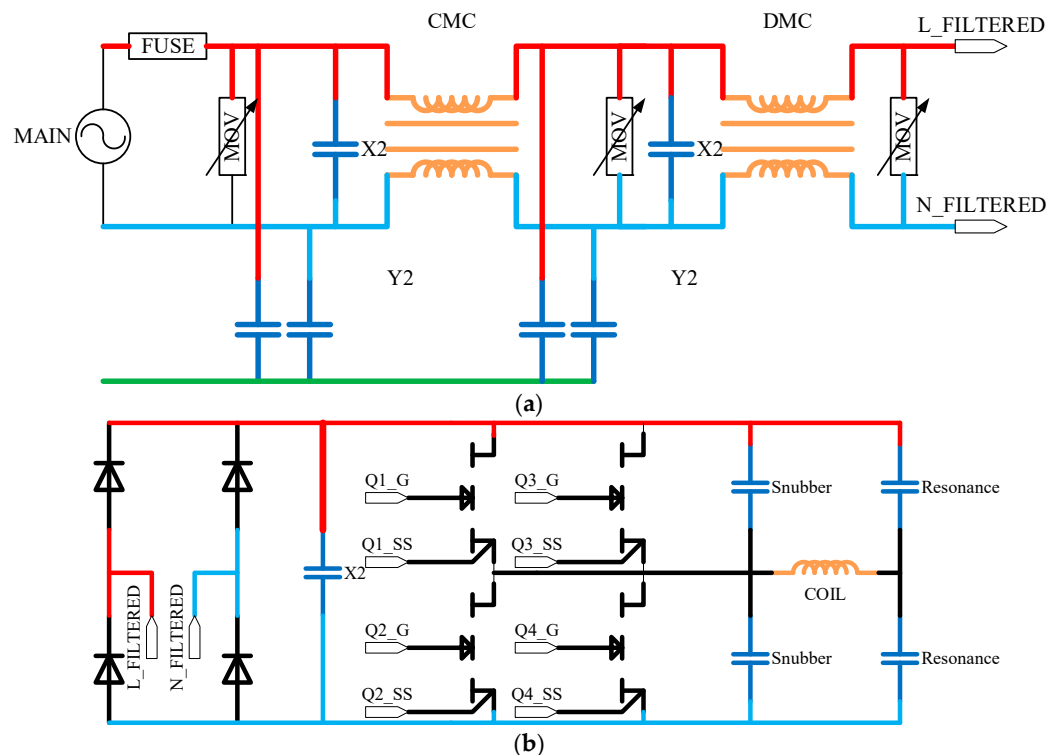 CMC
DMC
L_FILTERED
FUSE
MAIN
MOV
X2
MOV
X2
MOV
N_FILTERED
Y2
Y2
(a)
Q1_G
Q3_G
Snubber
Resonance
Q1_SS
Q3_SS
X2
COIL
L_FILTERED
N_FILTERED
Q2_G
Q4_G
Snubber
Resonance
Q2_SS
Q4_SS
(b)